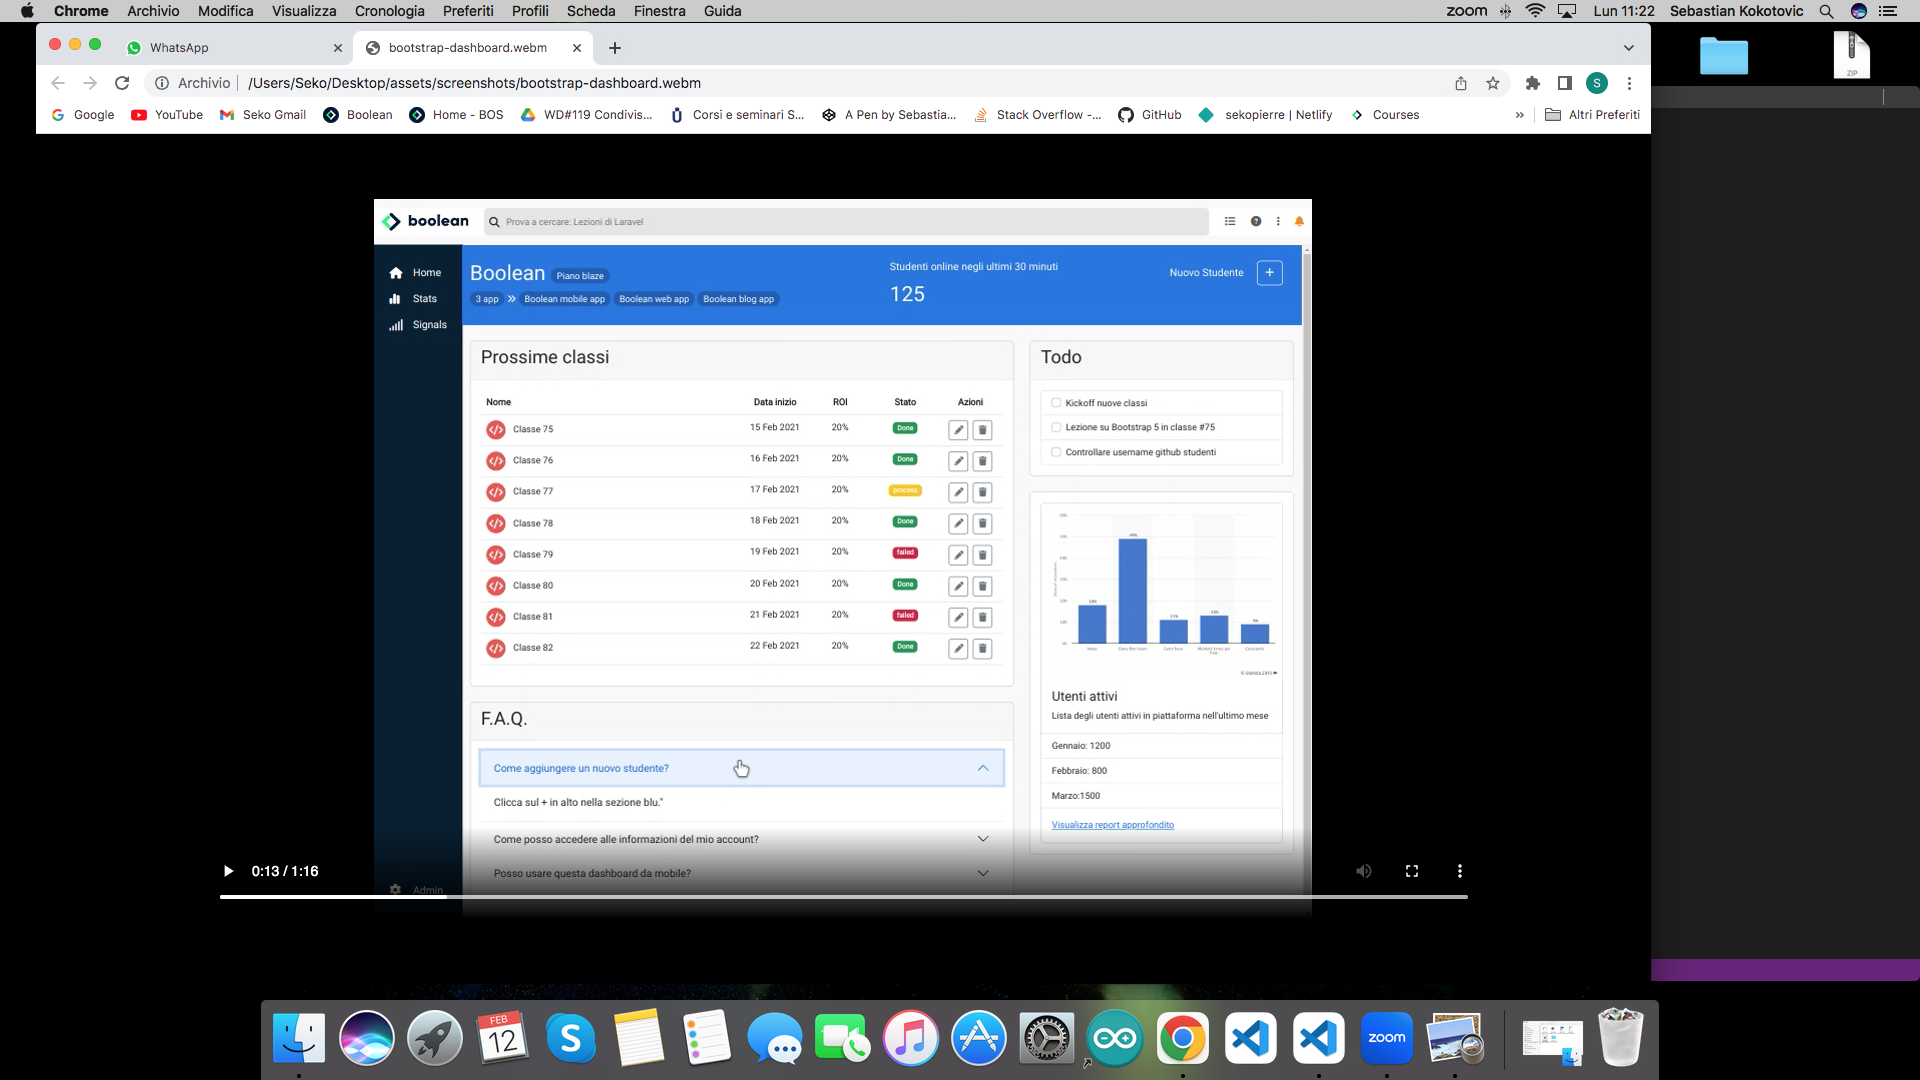 Chrome Archivio Modifica Visualizza Cronologia Preferiti Profili Scheda Finestra Guida zoom Lun 11:22 Sebastian Kokotovic
WhatsApp bootstrap-dashboard.webm
Archivio /Users/Seko/Desktop/assets/screenshots/bootstrap-dashboard.webm S
Google YouTube Seko Gmail Boolean Home - BOS WD#119 Condivis... Corsi e seminari S... A Pen by Sebastia... Stack Overflow -... GitHub sekopierre | Netlify Courses » Altri Preferiti
ZIP
boolean Prova a cercare: Lezioni di Laravel
Home
Stats
Signals
Admin
Boolean Piano blaze
3 app Boolean mobile app Boolean web app Boolean blog app
Studenti online negli ultimi 30 minuti
125
Nuovo Studente +
Prossime classi
Nome Data inizio ROI Stato Azioni
Classe 75 15 Feb 2021 20% Done
Classe 76 16 Feb 2021 20% Done
Classe 77 17 Feb 2021 20% process
Classe 78 18 Feb 2021 20% Done
Classe 79 19 Feb 2021 20% failed
Classe 80 20 Feb 2021 20% Done
Classe 81 21 Feb 2021 20% failed
Classe 82 22 Feb 2021 20% Done
F.A.Q.
Come aggiungere un nuovo studente?
Clicca sul + in alto nella sezione blu."
Come posso accedere alle informazioni del mio account?
Posso usare questa dashboard da mobile?
Todo
Kickoff nuove classi
Lezione su Bootstrap 5 in classe #75
Controllare username github studenti
Utenti attivi
Lista degli utenti attivi in piattaforma nell'ultimo mese
Gennaio: 1200
Febbraio: 800
Marzo:1500
Visualizza report approfondito
0:13 / 1:16
FEB
12
zoom